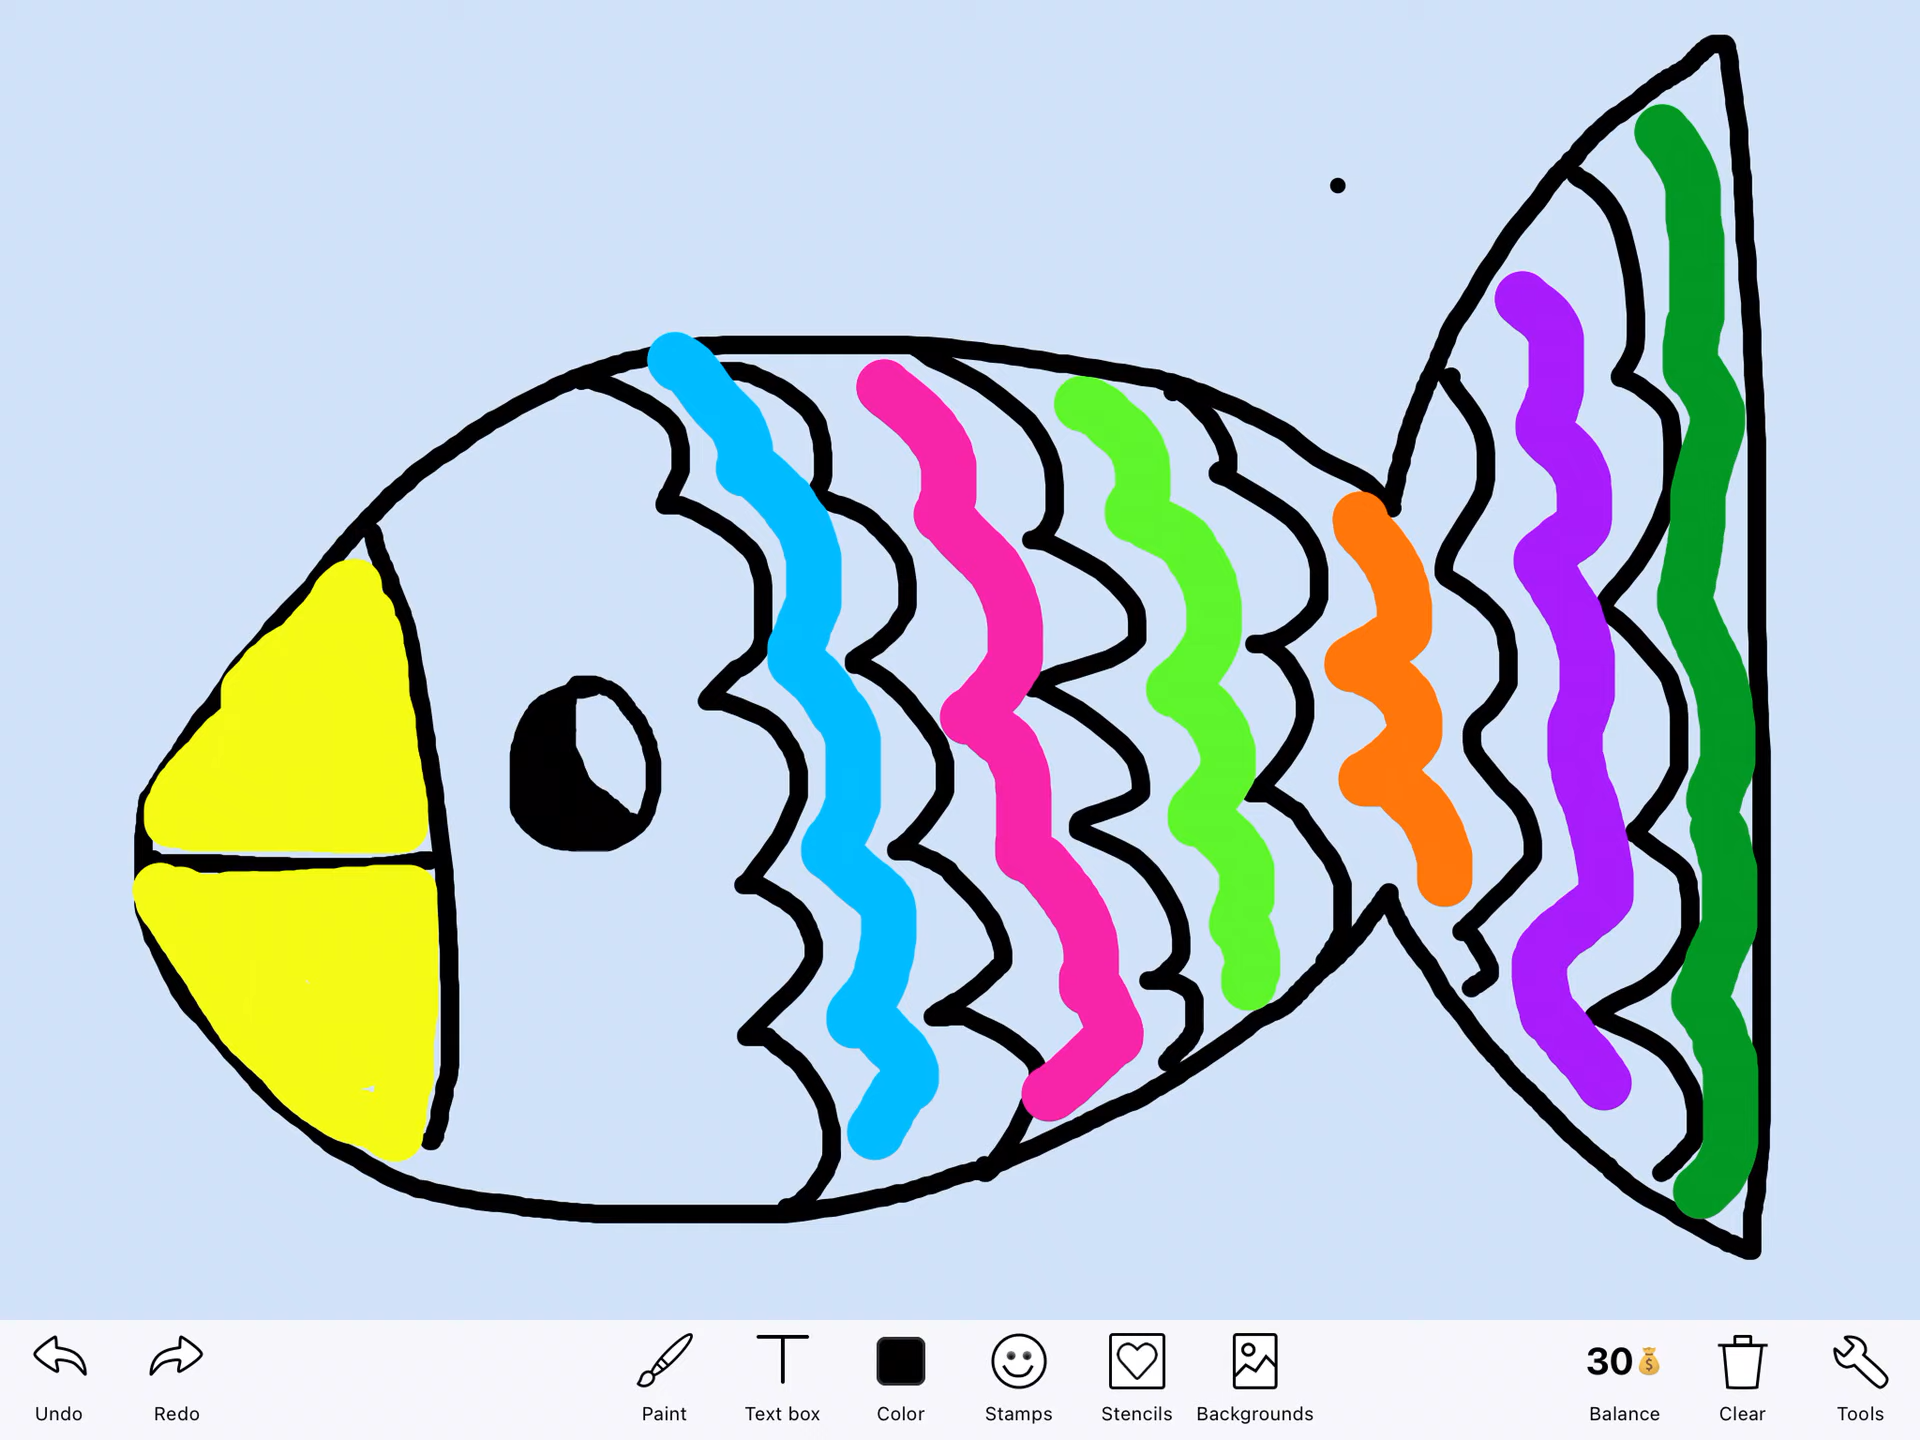 Undo
Redo
Paint
Text box
Color
Stamps
Stencils
Backgrounds
30
Balance
Clear
Tools